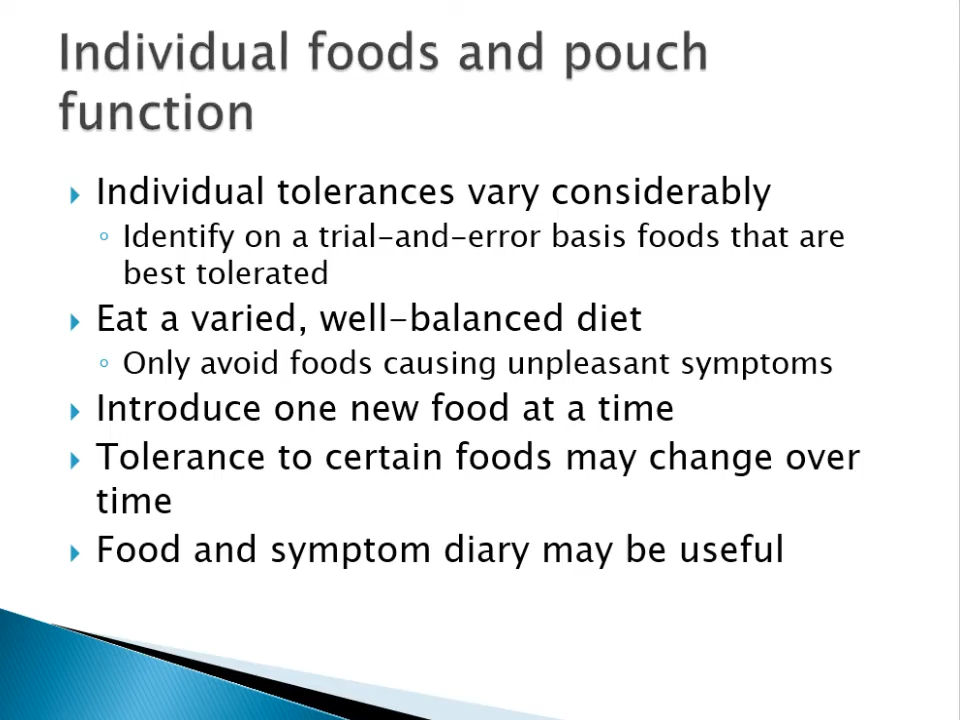 Individual foods and pouch
function
Individual tolerances vary considerably
Identify on a trial-and-error basis foods that are
best tolerated
Eat a varied, well-balanced diet
Only avoid foods causing unpleasant symptoms
Introduce one new food at a time
Tolerance to certain foods may change over
time
Food and symptom diary may be useful